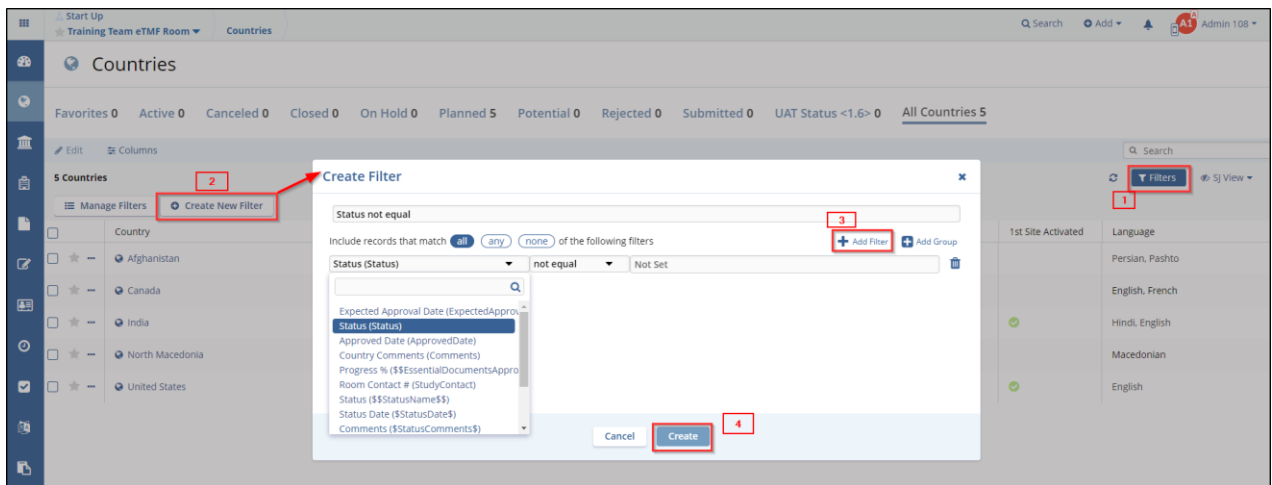 Start Up
Training Team eTMF Room Countries
Search Add A A1 Admin 108
Countries
Favorites 0 Active 0 Canceled 0 Closed 0 On Hold 0 Planned 5 Potential 0 Rejected 0 Submitted 0 UAT Status <1.6> 0 All Countries 5
Edit Columns Search
5 Countries 2 Filters SJ View
Manage Filters Create New Filter 1
Create Filter
Status not equal
3
Include records that match all any none of the following filters Add Filter Add Group
Status (Status) not equal Not Set
Expected Approval Date (ExpectedApprov
Status (Status)
Approved Date (ApprovedDate)
Country Comments (Comments)
Progress % ($$EssentialDocumentsAppro
Room Contact # (StudyContact)
Status ($$StatusName$$)
Status Date ($StatusDate$)
Comments ($StatusComments$)
Cancel Create 4
Country 1st Site Activated Language
Afghanistan Persian, Pashto
Canada English, French
India Hindi, English
North Macedonia Macedonian
United States English